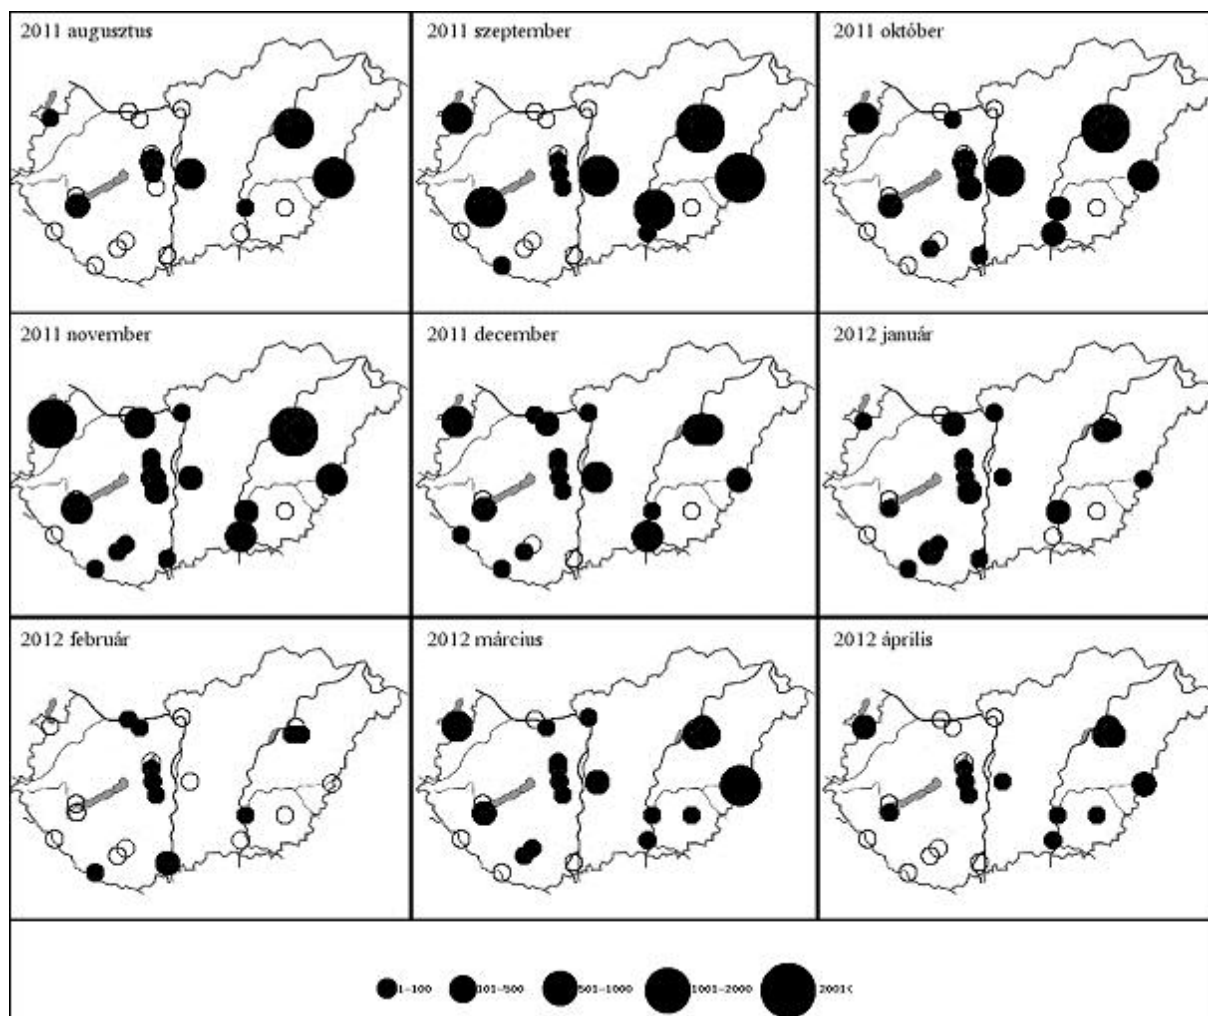 2011 augusztus
2011 szeptember
2011 október
2011 november
2011 december
2012 január
2012 február
2012 március
2012 április
1-100
101-500
501-1000
1001-2000
2001<